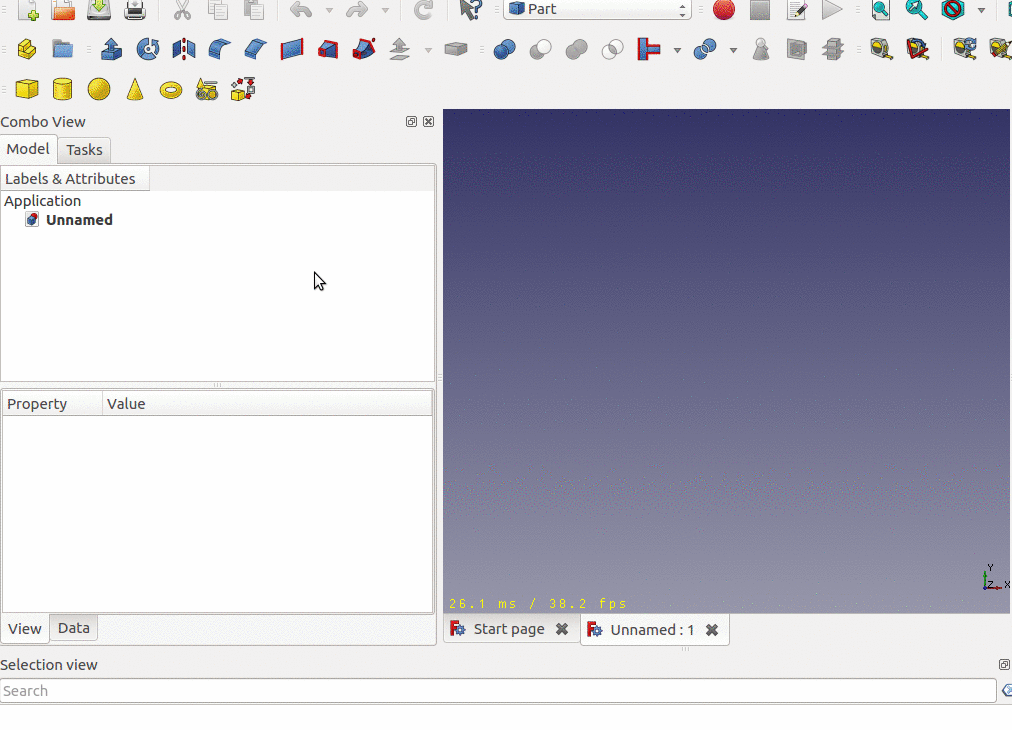 Part
Combo View
Model Tasks
Labels & Attributes
Application
Unnamed
Property Value
Y
Z X
26.1 ms / 38.2 fps
View Data
Start page Unnamed : 1
Selection view
Search